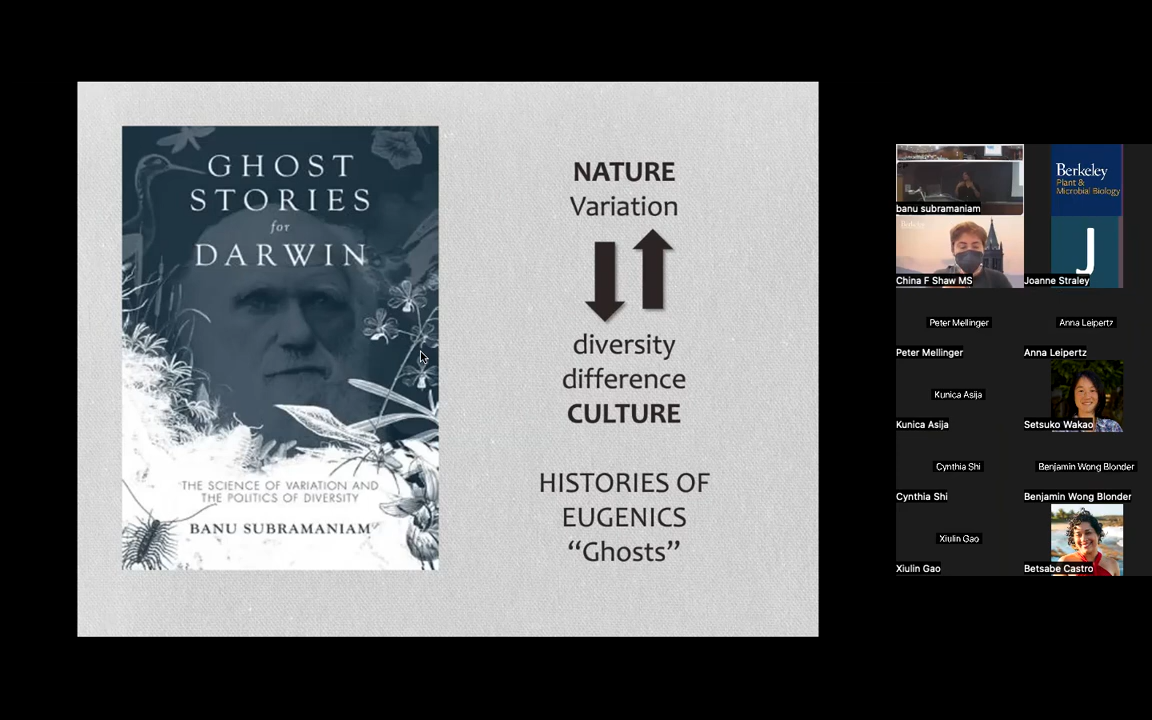 GHOST
STORIES
for
DARWIN
THE SCIENCE OF VARIATION AND
THE POLITICS OF DIVERSITY
BANU SUBRAMANIAM
NATURE
Variation
diversity
difference
CULTURE
HISTORIES OF
EUGENICS
“Ghosts”
banu subramaniam
Berkeley
Plant &
Microbial Biology
China F Shaw MS
J
Joanne Straley
Peter Mellinger
Anna Leipertz
Peter Mellinger
Anna Leipertz
Kunica Asija
Kunica Asija
Setsuko Wakao
Cynthia Shi
Benjamin Wong Blonder
Cynthia Shi
Benjamin Wong Blonder
Xiulin Gao
Xiulin Gao
Betsabe Castro